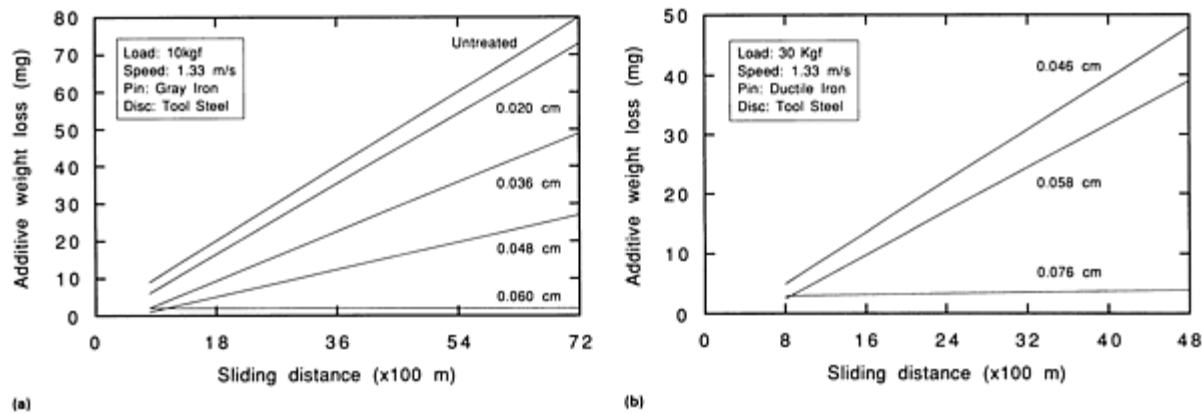 80
70
60
50
40
30
20
10
0
Additive weight loss (mg)
Load: 10kgf
Speed: 1.33 m/s
Pin: Gray Iron
Disc: Tool Steel
Untreated
0.020 cm
0.036 cm
0.048 cm
0.060 cm
0 18 36 54 72
Sliding distance (x100 m)
(a)
50
40
30
20
10
0
Additive weight loss (mg)
Load: 30 Kgf
Speed: 1.33 m/s
Pin: Ductile Iron
Disc: Tool Steel
0.046 cm
0.058 cm
0.076 cm
0 8 16 24 32 40 48
Sliding distance (x100 m)
(b)